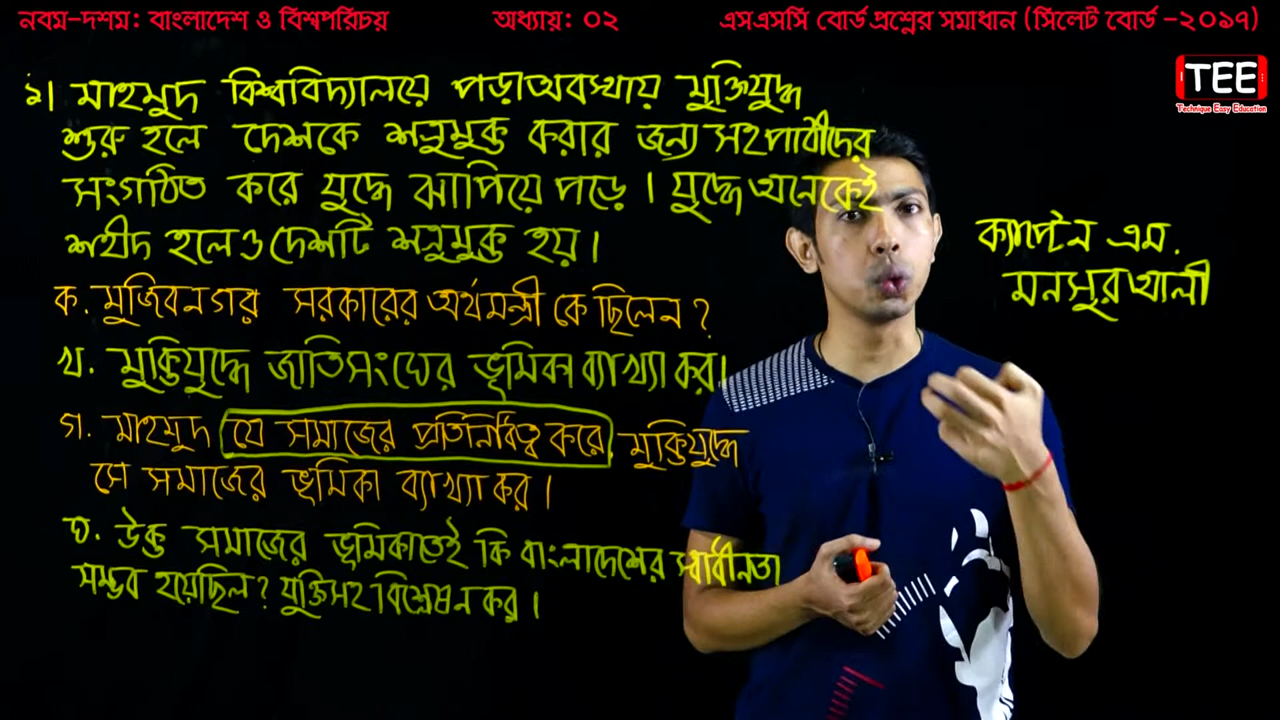 নবম-দশম: বাংলাদেশ ও বিশ্বপরিচয় অধ্যায়: ০২ এসএসসি বোর্ড প্রশ্নের সমাধান (সিলেট বোর্ড -২০১৭)
TEE
Technique Easy Education
১। মাহমুদ বিশ্ববিদ্যালয়ে পড়া অবস্থায় মুক্তিযুদ্ধে
শুরু হলে দেশকে শত্রুমুক্ত করার জন্য সহপাঠীদের
সংগঠিত করে যুদ্ধে ঝাপিয়ে পড়ে। যুদ্ধে অনেকেই
শহীদ হলেও দেশটি শত্রুমুক্ত হয়।
ক. মুজিবনগর সরকারের অর্থমন্ত্রী কে ছিলেন?
খ. মুক্তিযুদ্ধে জাতিসংঘের ভূমিকা ব্যাখ্যা কর।
গ. মাহমুদ যে সমাজের প্রতিনিধিত্ব করে, মুক্তিযুদ্ধে
সে সমাজের ভূমিকা ব্যাখ্যা কর।
ঘ. উক্ত সমাজের ভূমিকাতেই কি বাংলাদেশের স্বাধীনতা
সম্ভব হয়েছিল? যুক্তিসহ বিশ্লেষন কর।
ক্যাপ্টেন এম.
মনসুর আলী